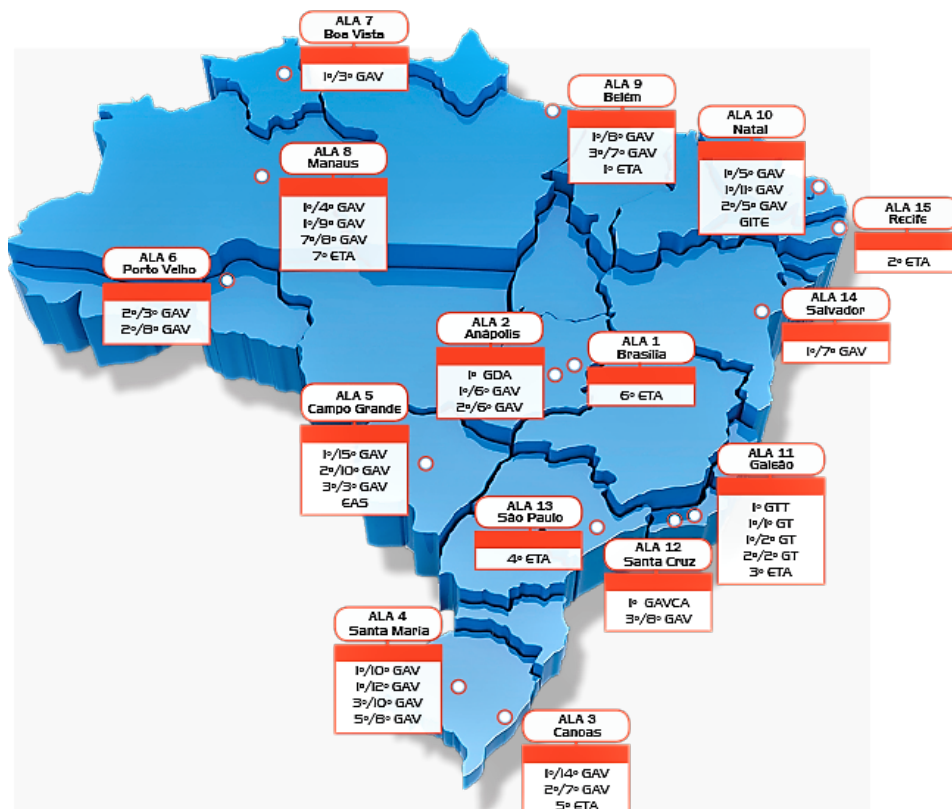 ALA 7
Boa Vista
1º/3º GAV
ALA 9
Belém
1º/8º GAV
3º/7º GAV
1º ETA
ALA 10
Natal
1º/5º GAV
1º/11º GAV
2º/5º GAV
GITE
ALA 8
Manaus
1º/4º GAV
1º/9º GAV
7º/8º GAV
7º ETA
ALA 15
Recife
2º ETA
ALA 6
Porto Velho
2º/3º GAV
2º/8º GAV
ALA 14
Salvador
1º/7º GAV
ALA 2
Anápolis
1º GDA
1º/6º GAV
2º/6º GAV
ALA 1
Brasília
6º ETA
ALA 5
Campo Grande
1º/15º GAV
2º/10º GAV
3º/3º GAV
EAS
ALA 11
Galeão
1º GTT
1º/1º GT
1º/2º GT
2º/2º GT
3º ETA
ALA 13
São Paulo
4º ETA
ALA 12
Santa Cruz
1º GAVCA
3º/8º GAV
ALA 4
Santa Maria
1º/10º GAV
1º/12º GAV
3º/10º GAV
5º/8º GAV
ALA 3
Canoas
1º/14º GAV
2º/7º GAV
5º ETA